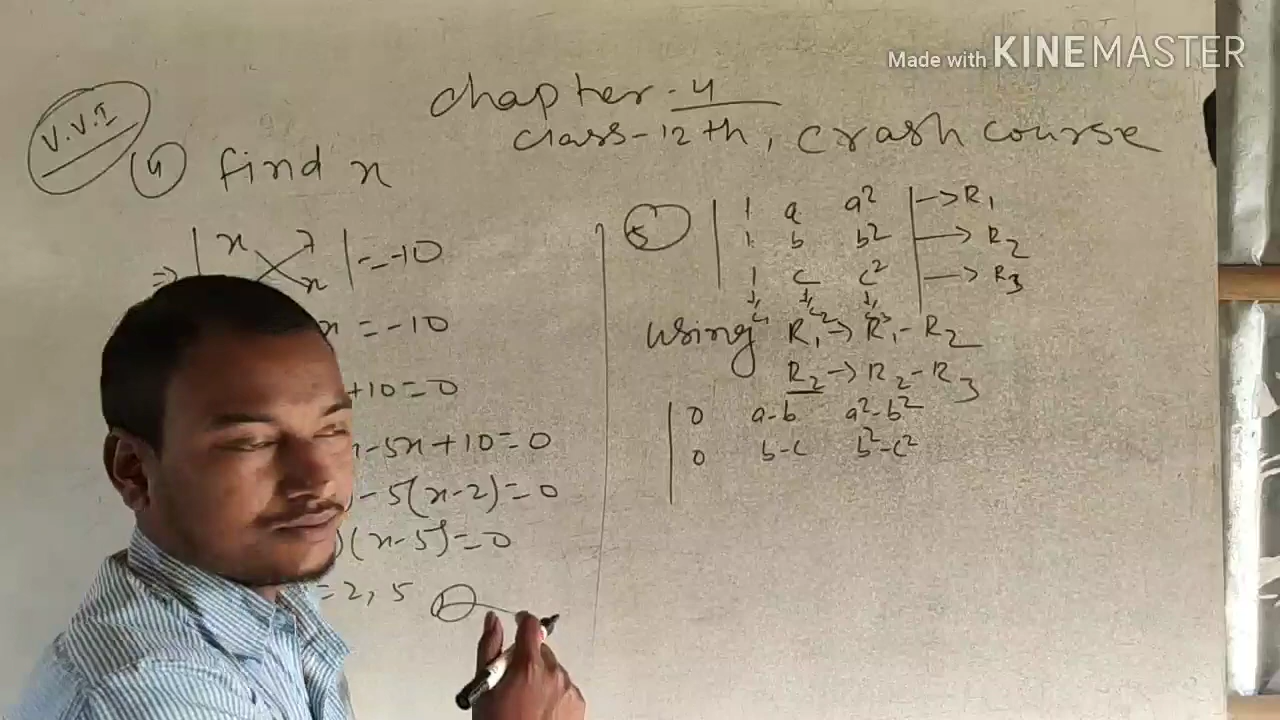 Made with KINEMASTER
chapter-4
class-12th, crash course
V.V.I
4 find x
=> | x 7 | = -10
x
x = -10
+10=0
x-5x+10=0
)-5(x-2)=0
)(x-5)=0
=2, 5
5 | 1 a a² | -> R1
1 b b² -> R2
1 c c² -> R3
using R1 -> R1-R2
R2 -> R2-R3
0 a-b a²-b²
0 b-c b²-c²